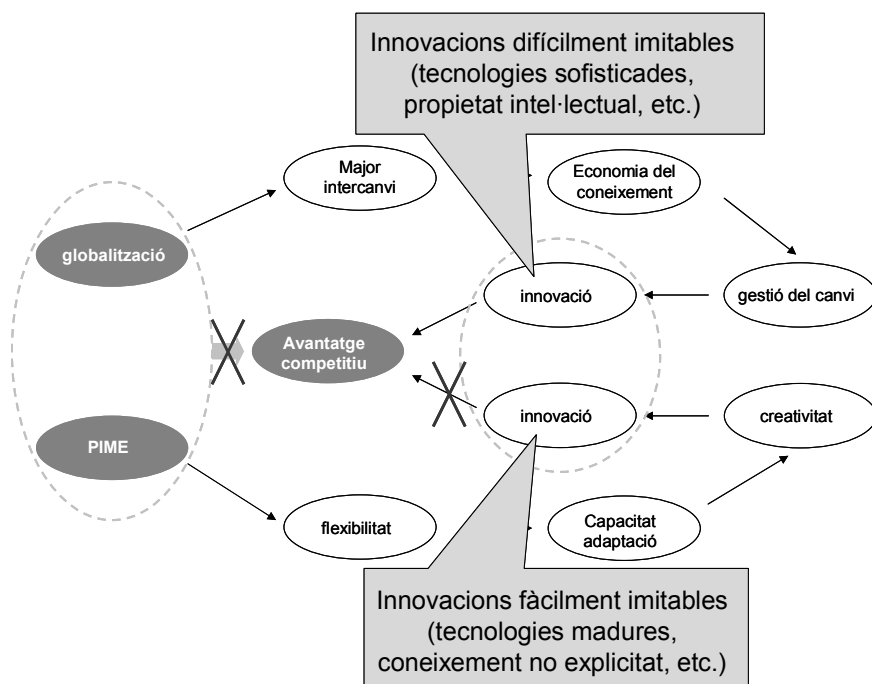 Innovacions difícilment imitables
(tecnologies sofisticades,
propietat intel·lectual, etc.)
Major
intercanvi
Economia del
coneixement
globalització
innovació
gestió del canvi
Avantatge
competitiu
innovació
creativitat
PIME
flexibilitat
Capacitat
adaptació
Innovacions fàcilment imitables
(tecnologies madures,
coneixement no explicitat, etc.)